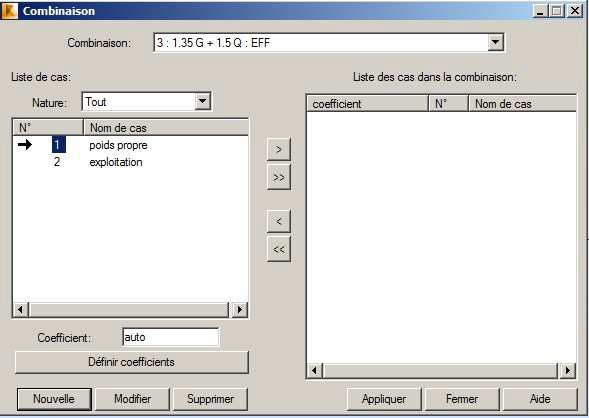 Combinaison
Combinaison: 3 : 1.35 G + 1.5 Q : EFF
Liste de cas:
Nature: Tout
N° Nom de cas
1 poids propre
2 exploitation
Coefficient: auto
Définir coefficients
> 
>>
<
<<
Liste des cas dans la combinaison:
coefficient N° Nom de cas
Nouvelle Modifier Supprimer Appliquer Fermer Aide